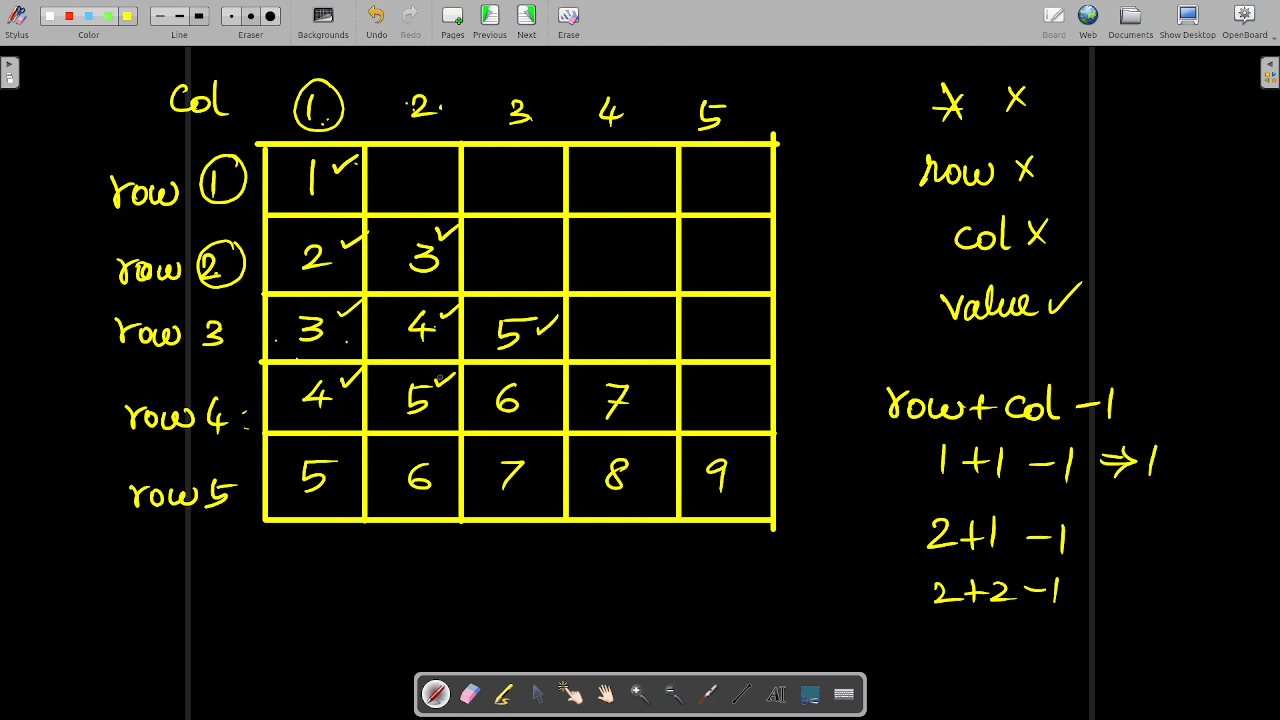 Stylus Color Line Eraser Backgrounds Undo Redo Pages Previous Next Erase Board Web Documents Show Desktop OpenBoard
Col 1 2 3 4 5
row 1 1 ✓
row 2 2 ✓ 3 ✓
row 3 3 ✓ 4 ✓ 5 ✓
row 4 : 4 ✓ 5 ✓ 6 7
row 5 5 6 7 8 9
* x
row x
col x
value ✓
row + col - 1
1 + 1 - 1 ⇒ 1
2 + 1 - 1
2 + 2 - 1
AI